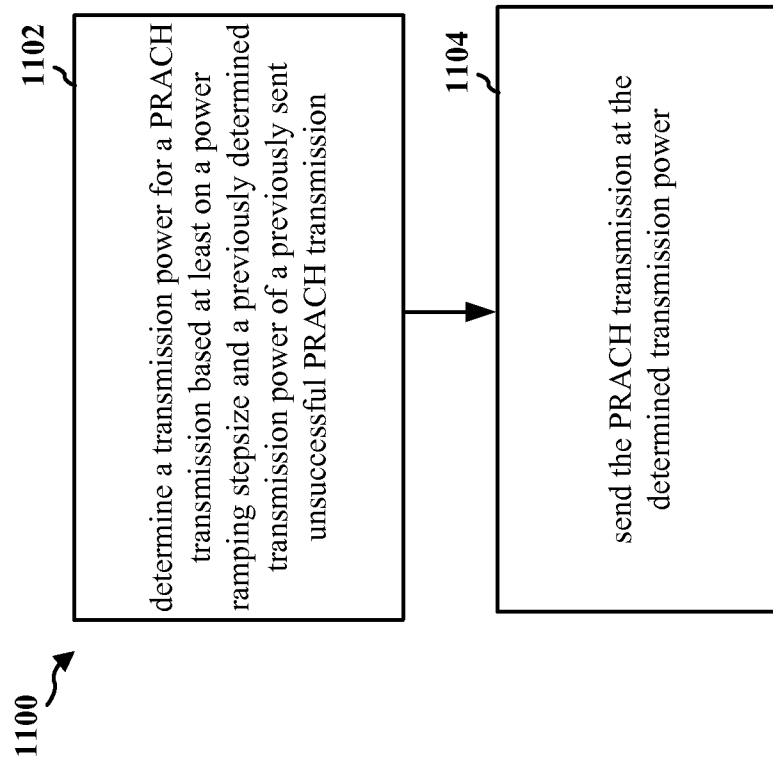 1100
1102
determine a transmission power for a PRACH
transmission based at least on a power
ramping stepsize and a previously determined
transmission power of a previously sent
unsuccessful PRACH transmission
1104
send the PRACH transmission at the
determined transmission power